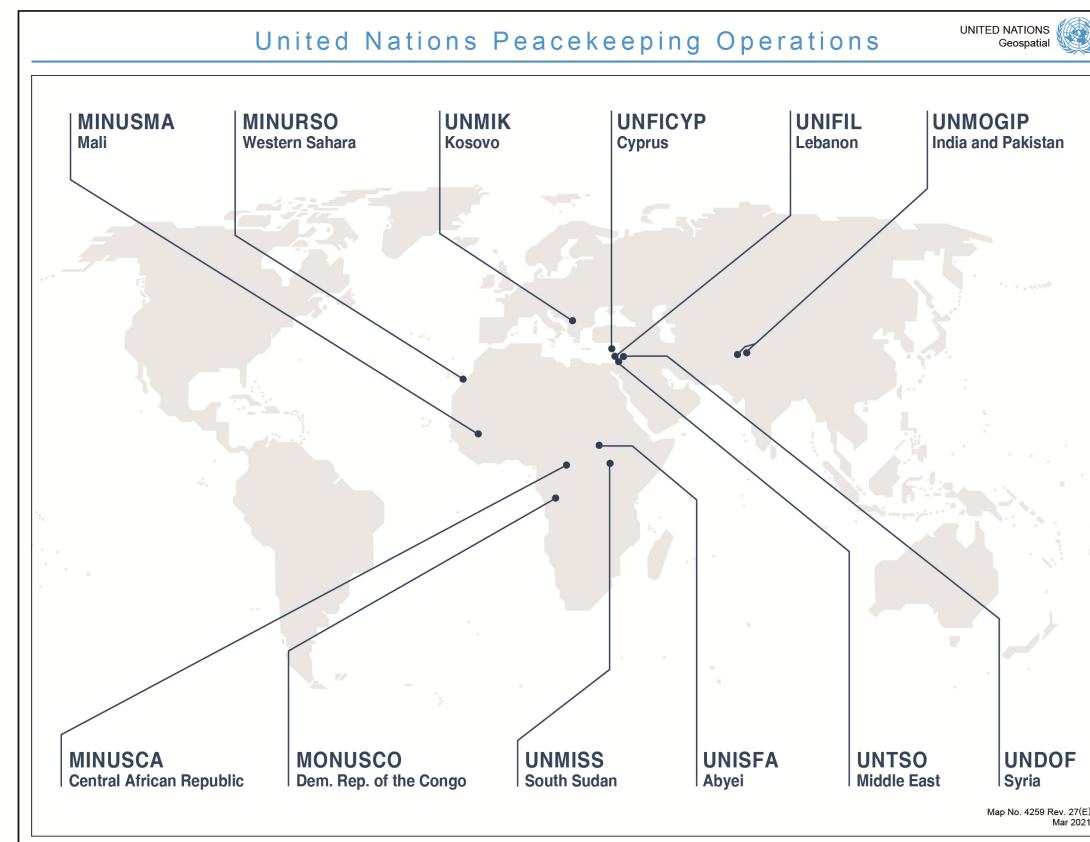 United Nations Peacekeeping Operations
UNITED NATIONS
Geospatial
MINUSMA
Mali
MINURSO
Western Sahara
UNMIK
Kosovo
UNFICYP
Cyprus
UNIFIL
Lebanon
UNMOGIP
India and Pakistan
MINUSCA
Central African Republic
MONUSCO
Dem. Rep. of the Congo
UNMISS
South Sudan
UNISFA
Abyei
UNTSO
Middle East
UNDOF
Syria
Map No. 4259 Rev. 27(E)
Mar 2021